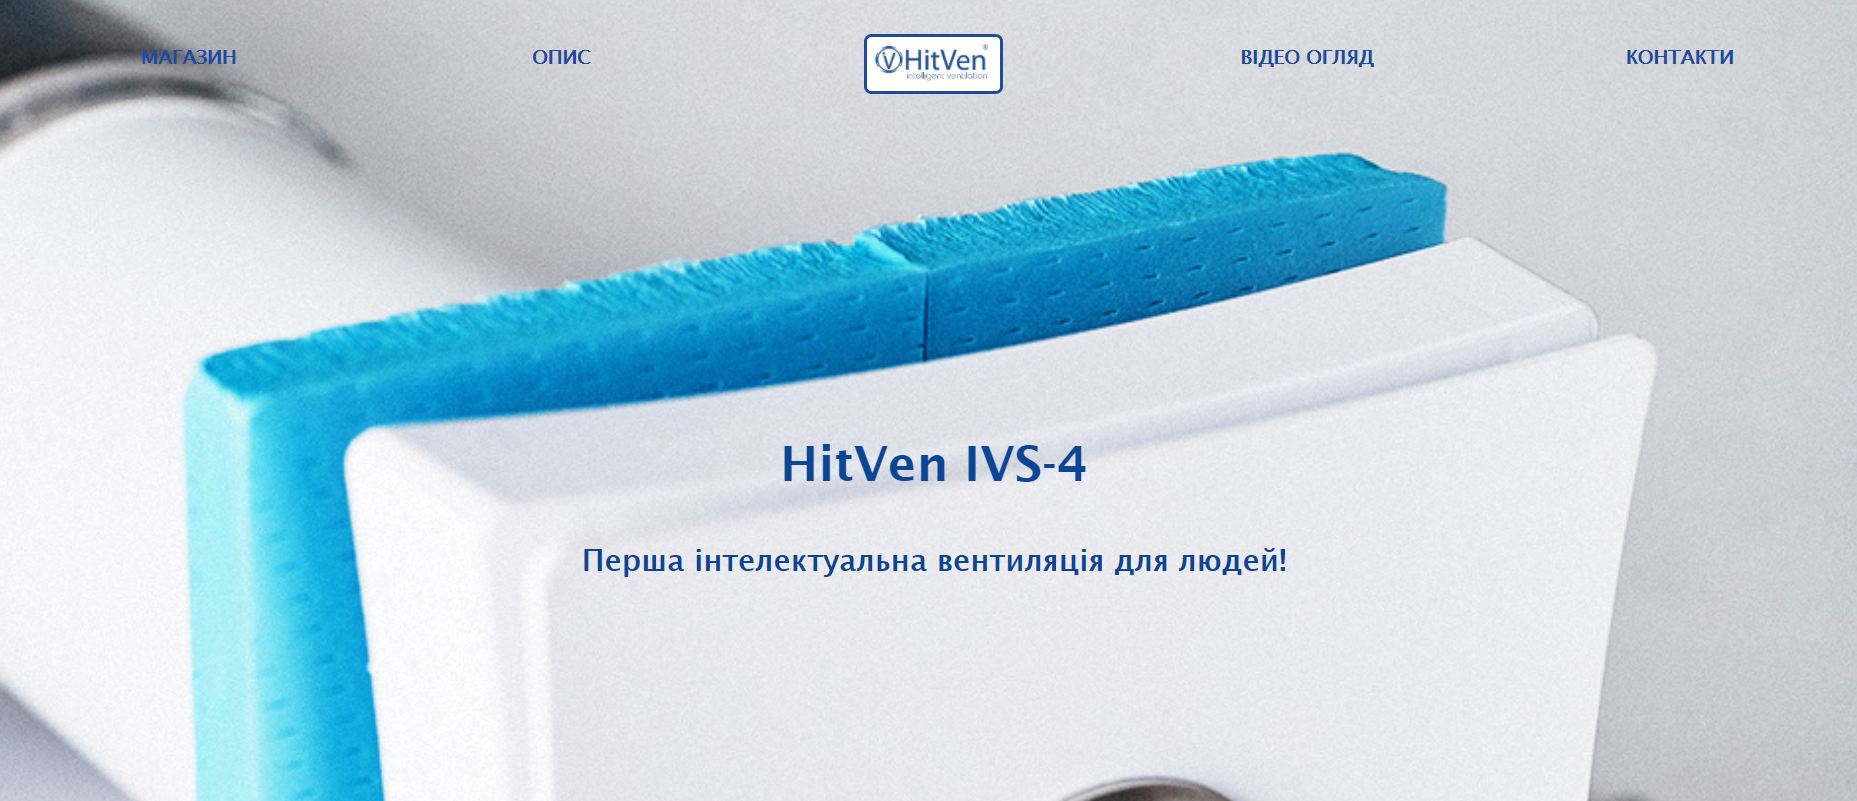 МАГАЗИН
ОПИС
HitVen®
intelligent ventilation
ВІДЕО ОГЛЯД
КОНТАКТИ
HitVen IVS-4
Перша інтелектуальна вентиляція для людей!